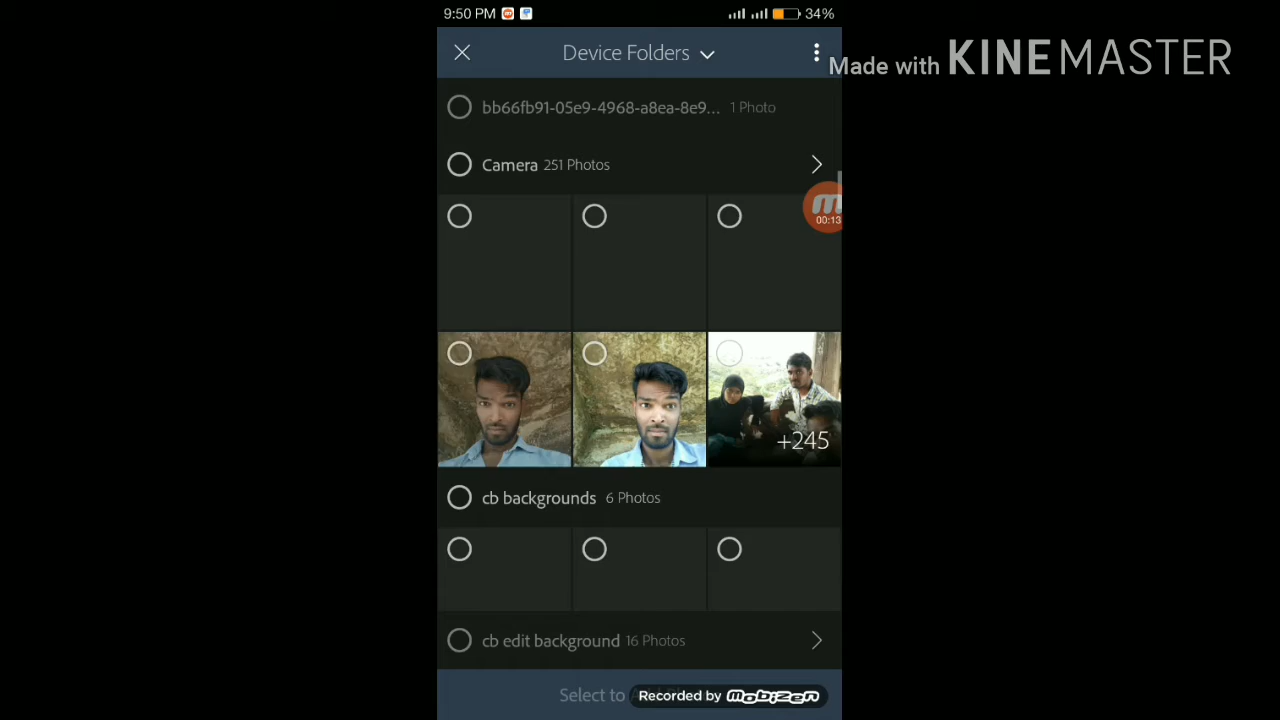 9:50 PM 34%
Device Folders
Made with KINEMASTER
bb66fb91-05e9-4968-a8ea-8e9... 1 Photo
Camera 251 Photos
00:13
+245
cb backgrounds 6 Photos
cb edit background 16 Photos
Select to
Recorded by mobizen